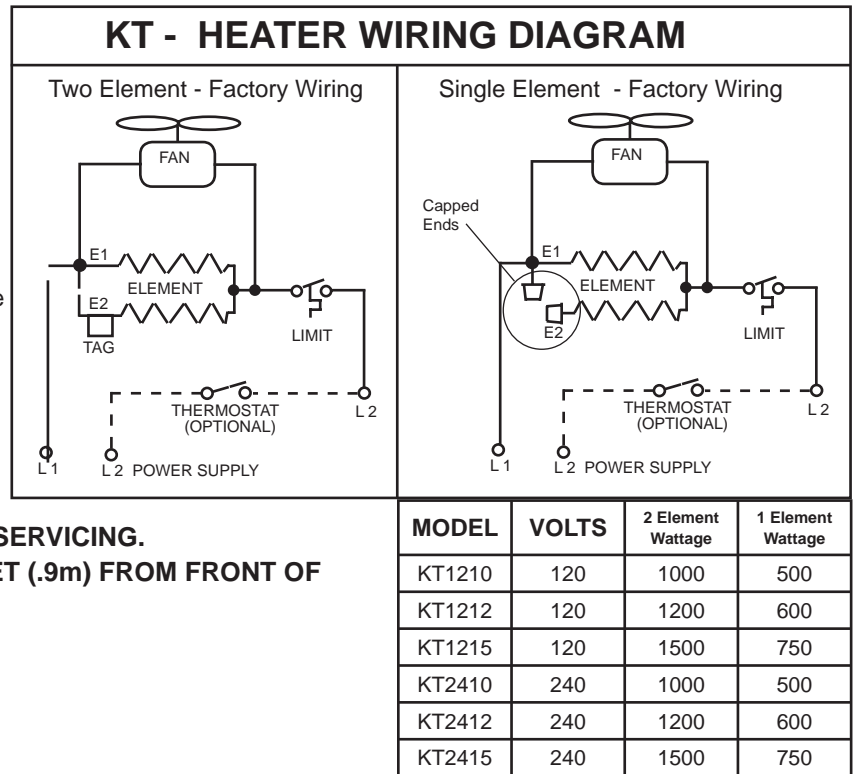 KT - HEATER WIRING DIAGRAM
Two Element - Factory Wiring
FAN
E1
ELEMENT
E2
TAG
LIMIT
THERMOSTAT
(OPTIONAL)
L 2
L 1
L 2 POWER SUPPLY
Single Element - Factory Wiring
FAN
Capped
Ends
E1
ELEMENT
E2
LIMIT
THERMOSTAT
(OPTIONAL)
L 2
L 1
L 2 POWER SUPPLY
e
SERVICING.
ET (.9m) FROM FRONT OF
MODEL VOLTS 2 Element Wattage 1 Element Wattage
KT1210 120 1000 500
KT1212 120 1200 600
KT1215 120 1500 750
KT2410 240 1000 500
KT2412 240 1200 600
KT2415 240 1500 750